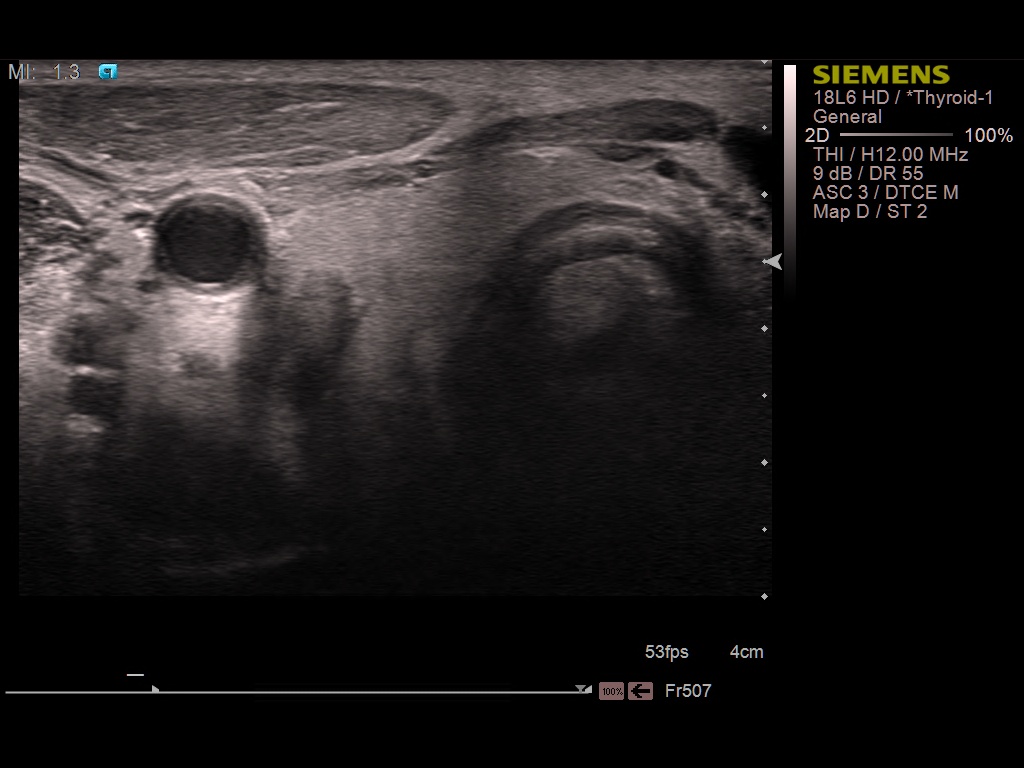 MI: 1.3
SIEMENS
18L6 HD / *Thyroid-1
General
2D 100%
THI / H12.00 MHz
9 dB / DR 55
ASC 3 / DTCE M
Map D / ST 2
53fps 4cm
100% Fr507